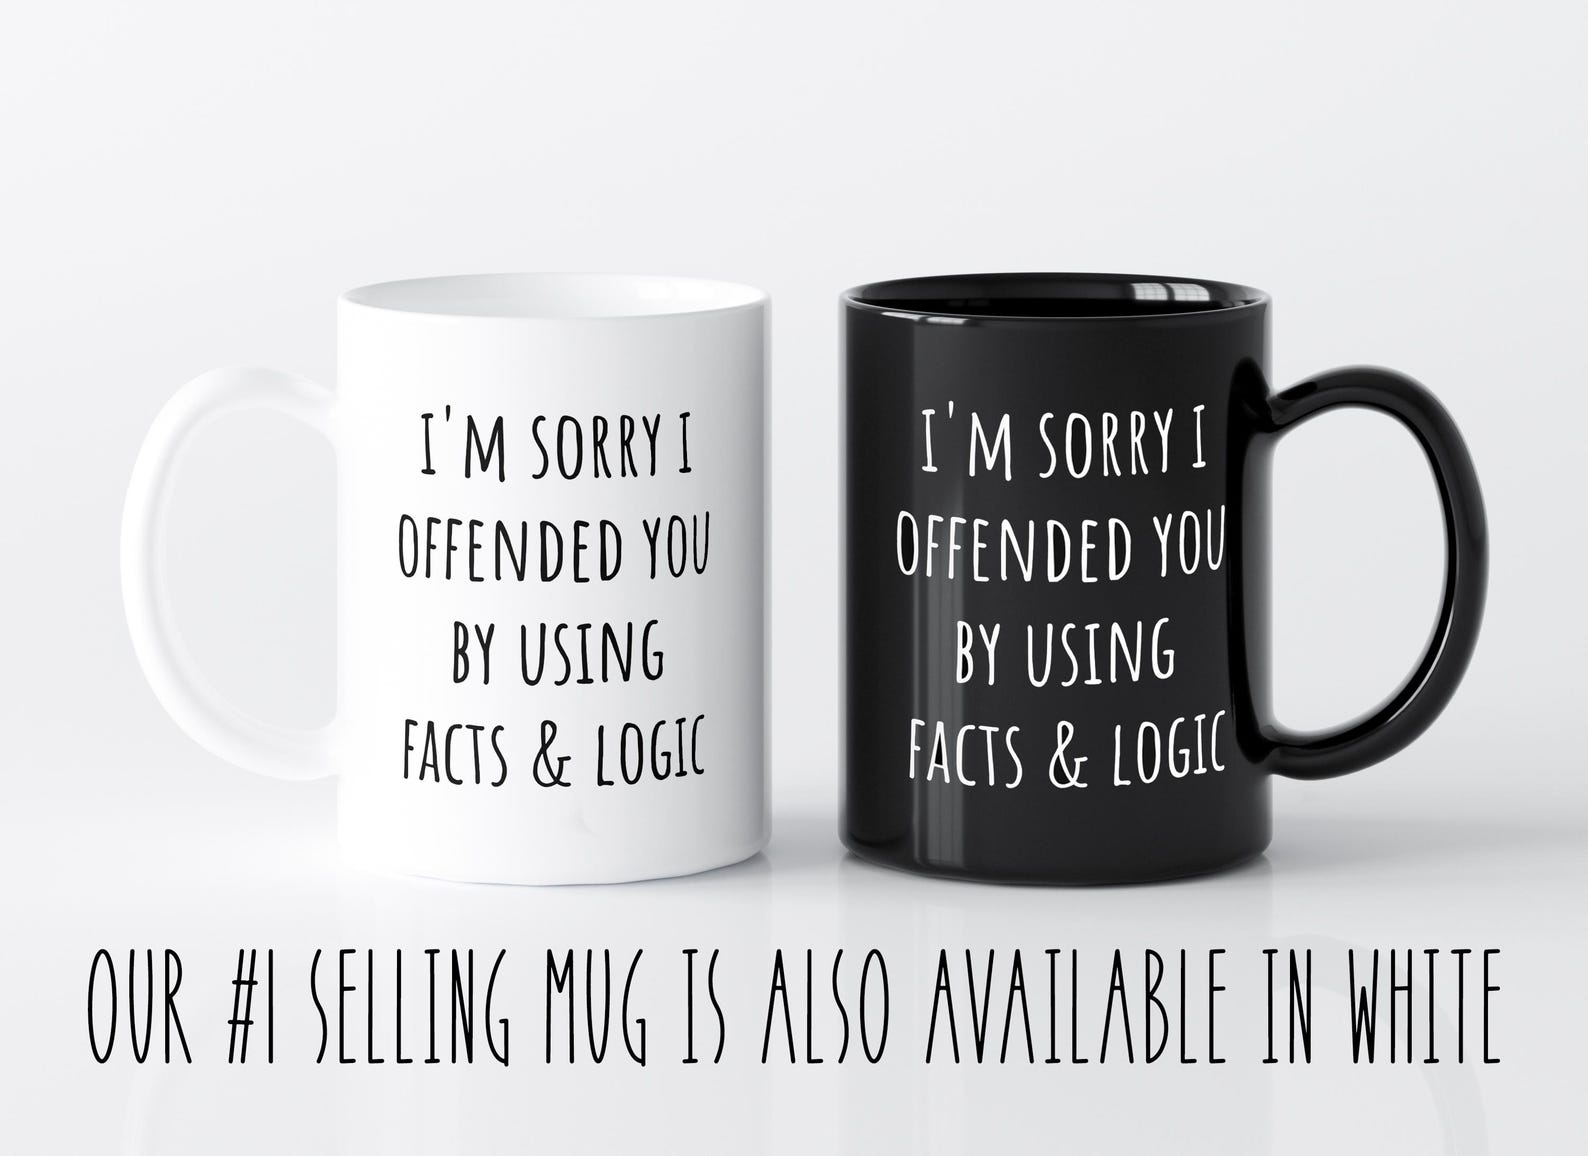 I'M SORRY I
OFFENDED YOU
BY USING
FACTS & LOGIC
I'M SORRY I
OFFENDED YOU
BY USING
FACTS & LOGIC
OUR #1 SELLING MUG IS ALSO AVAILABLE IN WHITE